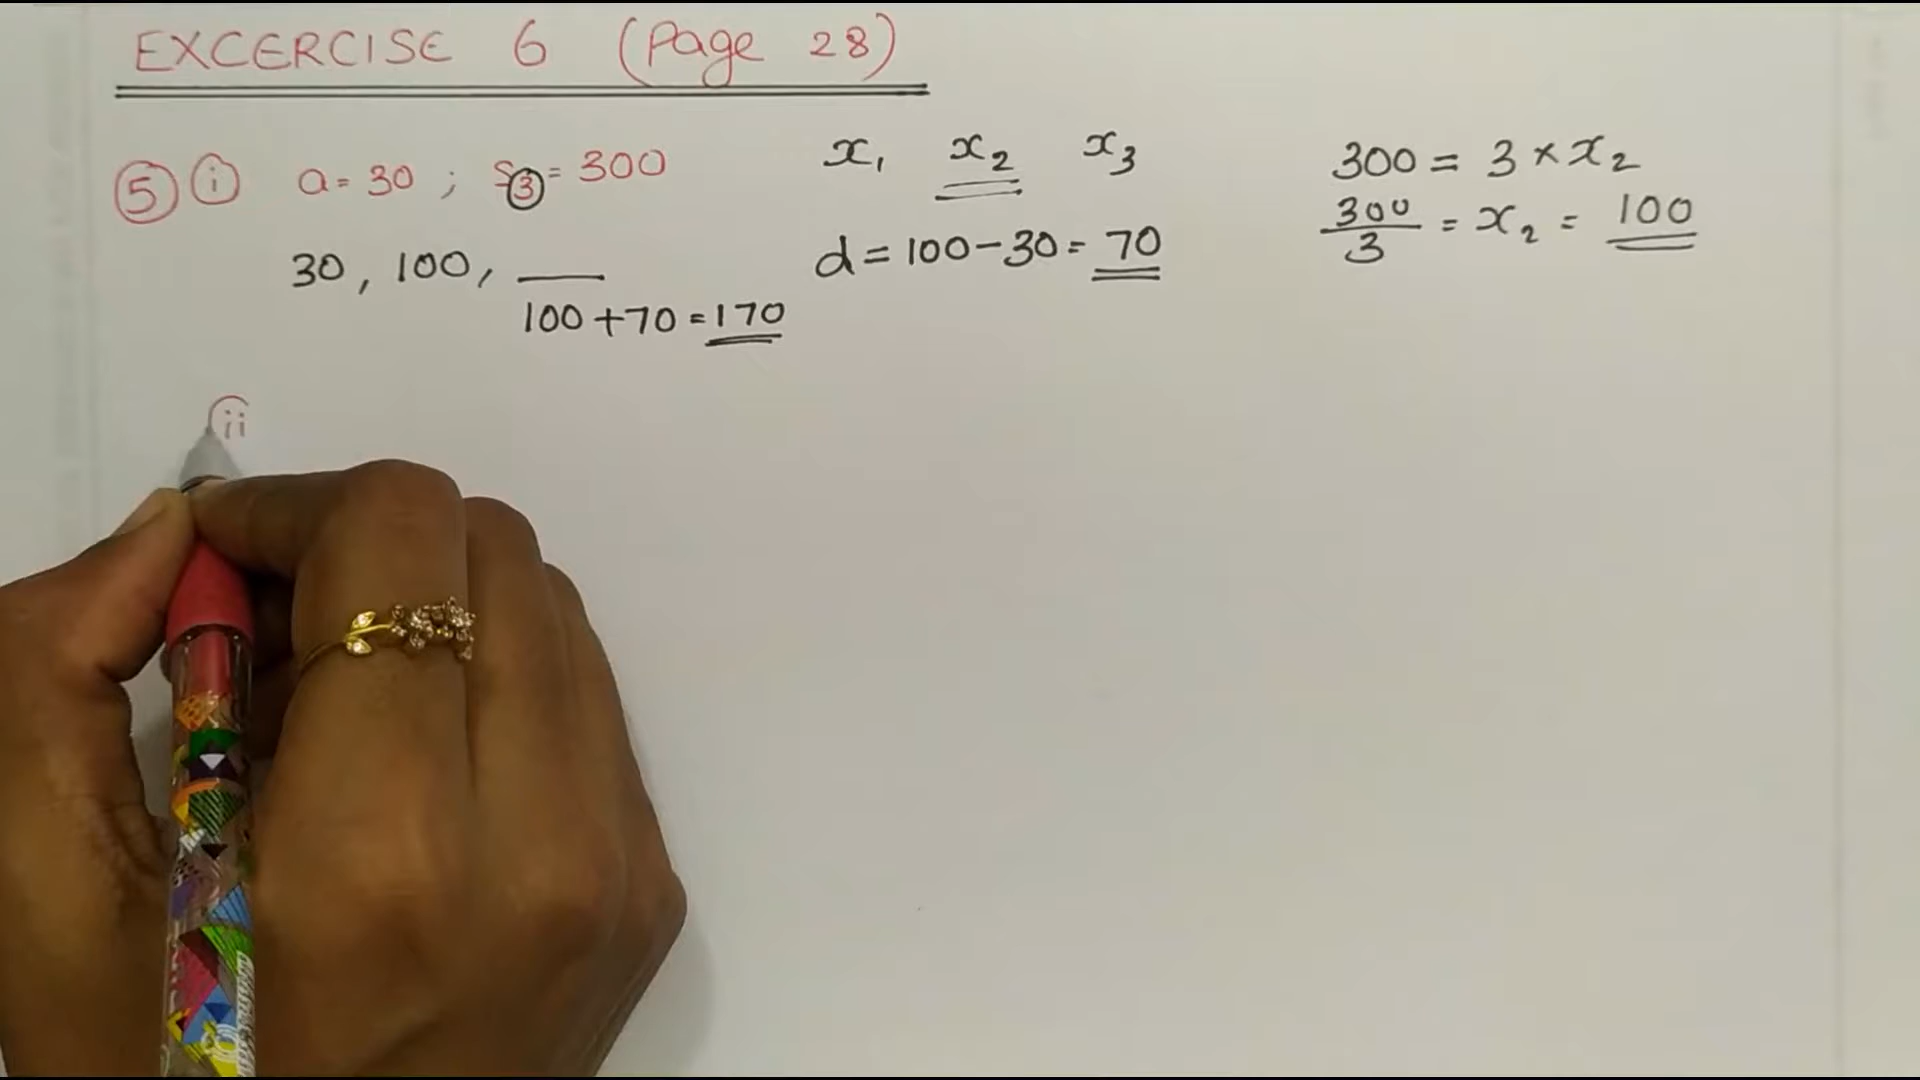 EXCERCISE 6 (Page 28)
5 i a = 30 ; S3 = 300
x1 x2 x3
300 = 3 × x2
300/3 = x2 = 100
30 , 100 , ___
d = 100 - 30 = 70
100 + 70 = 170
ii